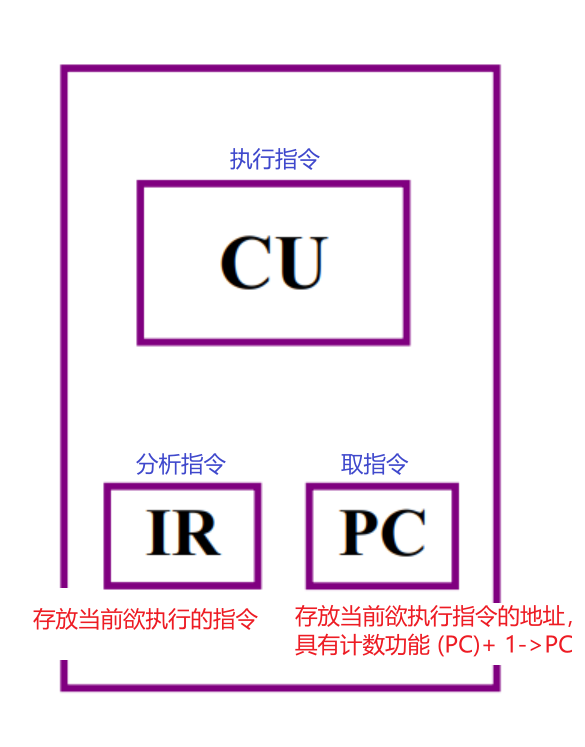 执行指令
CU
分析指令
取指令
IR
PC
存放当前欲执行的指令
存放当前欲执行指令的地址，
具有计数功能 (PC)+ 1->PC